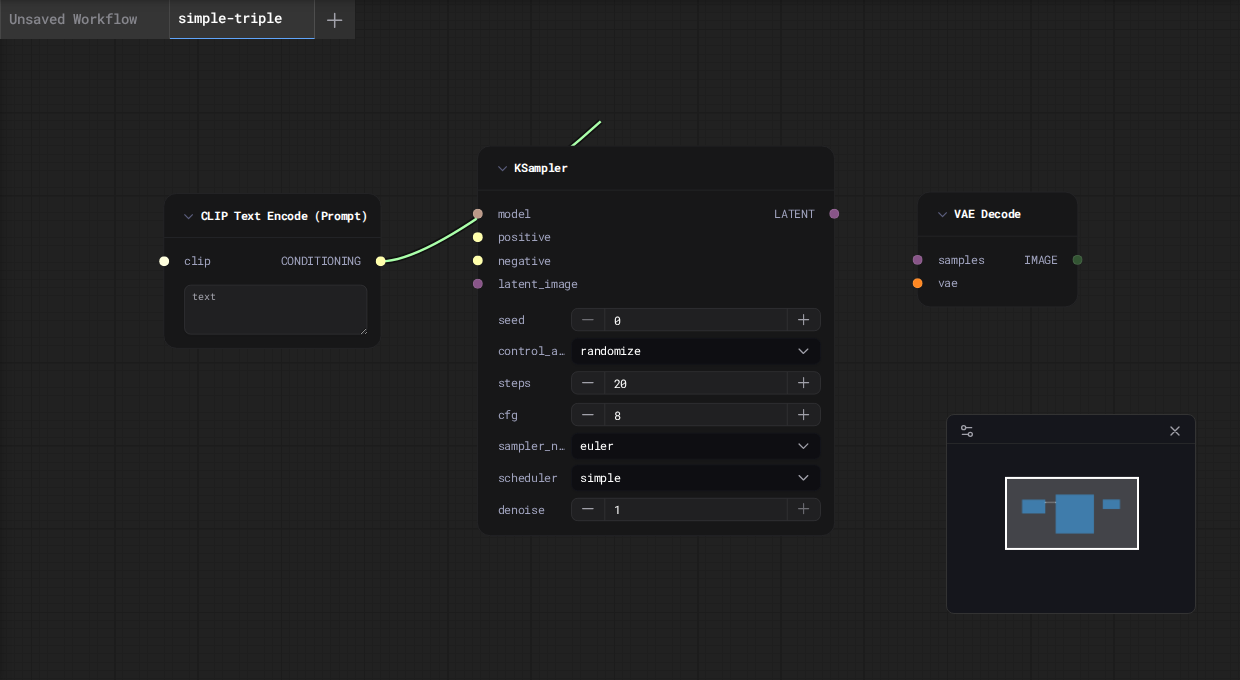 Unsaved Workflow
simple-triple
CLIP Text Encode (Prompt)
clip
CONDITIONING
text
KSampler
model
LATENT
positive
negative
latent_image
seed
0
control_a…
randomize
steps
20
cfg
8
sampler_n…
euler
scheduler
simple
denoise
1
VAE Decode
samples
IMAGE
vae